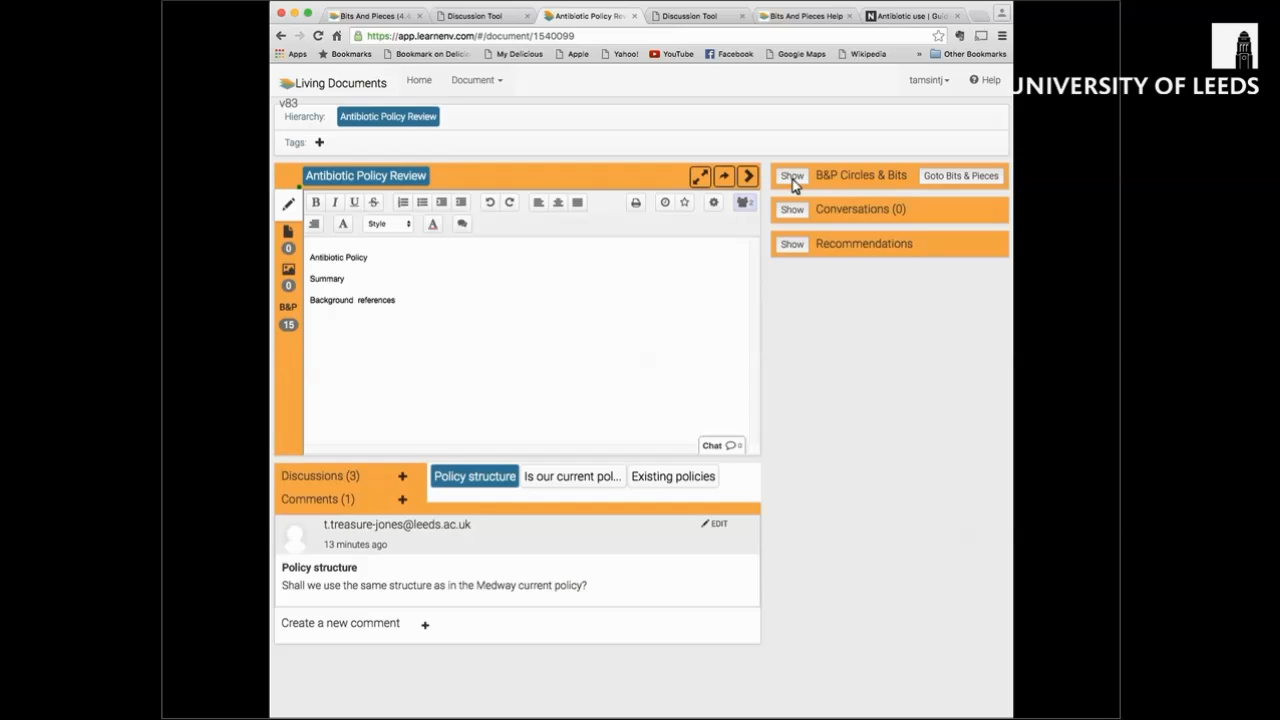 Bits And Pieces (4.4
Discussion Tool
Antibiotic Policy Rev
Discussion Tool
Bits And Pieces Help
Antibiotic use | Guid
https://app.learnenv.com/#/document/1540099
Apps
Bookmarks
Bookmark on Delic
My Delicious
Apple
Yahoo!
YouTube
Facebook
Google Maps
Wikipedia
»
Other Bookmarks
Living Documents
Home
Document
tamsintj
Help
UNIVERSITY OF LEEDS
v83
Hierarchy:
Antibiotic Policy Review
Tags: +
Antibiotic Policy Review
Show
B&P Circles & Bits
Goto Bits & Pieces
B I U S
Show
Conversations (0)
A
Style
A
Show
Recommendations
0
0
B&P
15
Antibiotic Policy
Summary
Background references
Chat 0
Discussions (3) +
Policy structure
Is our current pol...
Existing policies
Comments (1) +
t.treasure-jones@leeds.ac.uk
EDIT
13 minutes ago
Policy structure
Shall we use the same structure as in the Medway current policy?
Create a new comment +